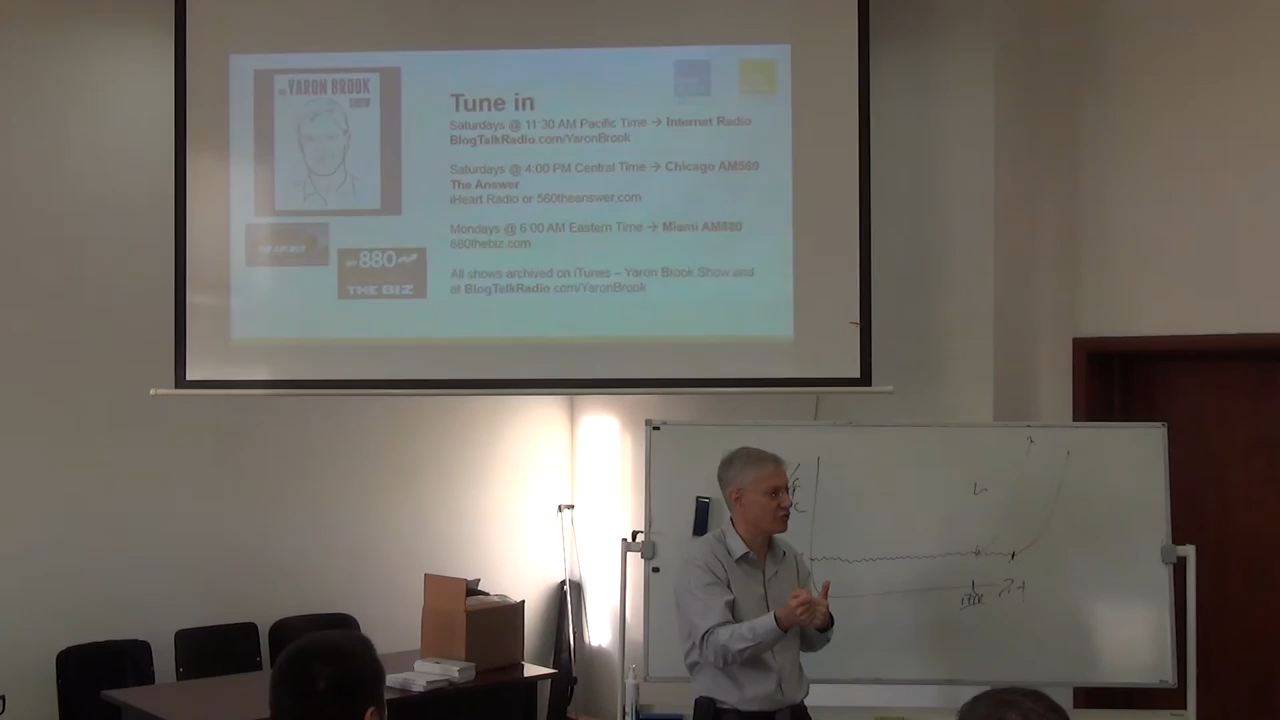 YARON BROOK
Tune in
Saturdays @ 11:30 AM Pacific Time → Internet Radio
BlogTalkRadio.com/YaronBrook
Saturdays @ 4:00 PM Central Time → Chicago AM560
The Answer
iHeart Radio or 560theanswer.com
Mondays @ 6:00 AM Eastern Time → Miami AM880
880thebiz.com
All shows archived on iTunes – Yaron Brook Show and
at BlogTalkRadio.com/YaronBrook
880
THE BIZ